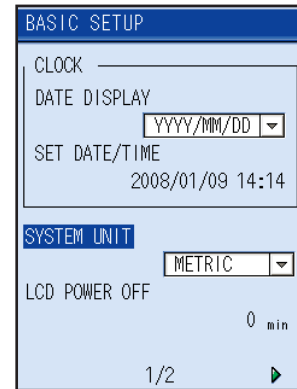 BASIC SETUP
CLOCK
DATE DISPLAY
YYYY/MM/DD
SET DATE/TIME
2008/01/09 14:14
SYSTEM UNIT
METRIC
LCD POWER OFF
0 min
1/2